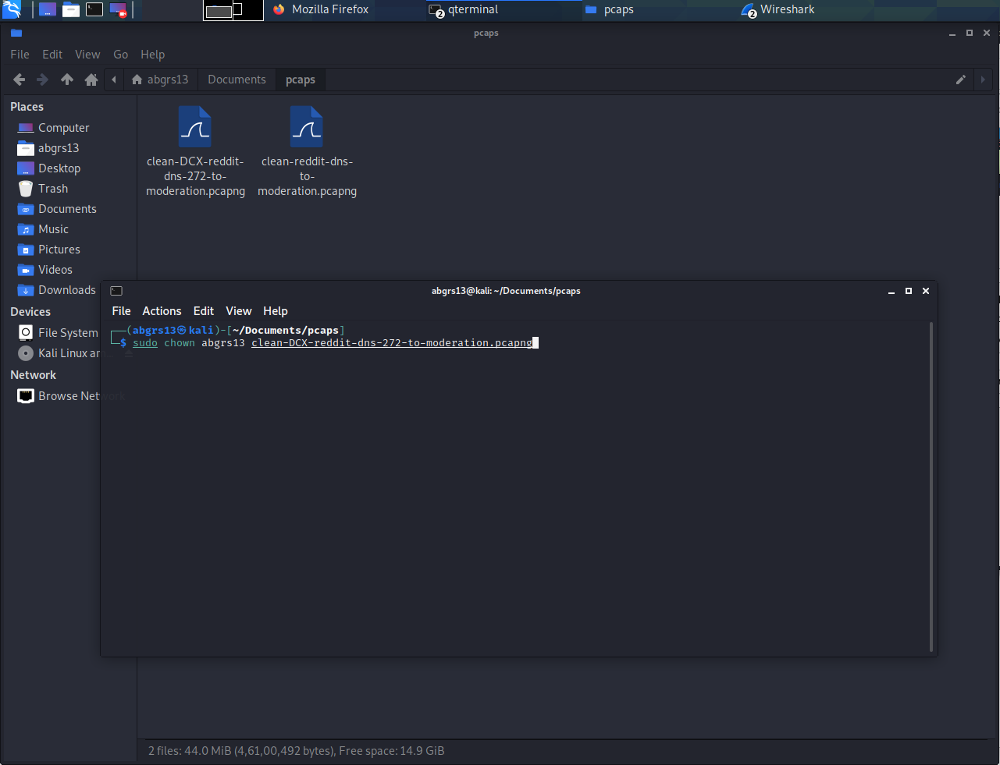 Mozilla Firefox
2 qterminal
pcaps
2 Wireshark
pcaps
File Edit View Go Help
abgrs13 Documents pcaps
Places
Computer
abgrs13
Desktop
Trash
Documents
Music
Pictures
Videos
Downloads
Devices
File System
Kali Linux
Network
Browse Network
clean-DCX-reddit-
dns-272-to-
moderation.pcapng
clean-reddit-dns-
to-
moderation.pcapng
abgrs13@kali: ~/Documents/pcaps
File Actions Edit View Help
┌──(abgrs13㉿kali)-[~/Documents/pcaps]
└─$ sudo chown abgrs13 clean-DCX-reddit-dns-272-to-moderation.pcapng
2 files: 44.0 MiB (4,61,00,492 bytes), Free space: 14.9 GiB